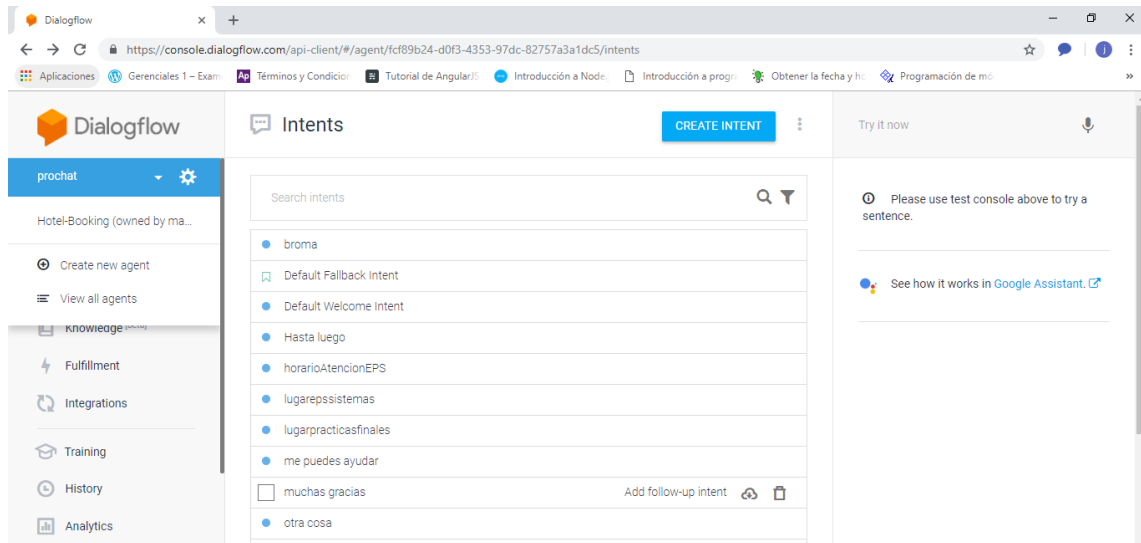 Dialogflow
https://console.dialogflow.com/api-client/#/agent/fcf89b24-d0f3-4353-97dc-82757a3a1dc5/intents
Aplicaciones Gerenciales 1 – Exam Términos y Condicion Tutorial de AngularJS Introducción a Node. Introducción a progr Obtener la fecha y ho Programación de mó
Dialogflow
Intents
CREATE INTENT
Try it now
prochat
Hotel-Booking (owned by ma...
Create new agent
View all agents
Knowledge
Fulfillment
Integrations
Training
History
Analytics
Search intents
broma
Default Fallback Intent
Default Welcome Intent
Hasta luego
horarioAtencionEPS
lugarepssistemas
lugarpracticasfinales
me puedes ayudar
muchas gracias Add follow-up intent
otra cosa
Please use test console above to try a
sentence.
See how it works in Google Assistant.